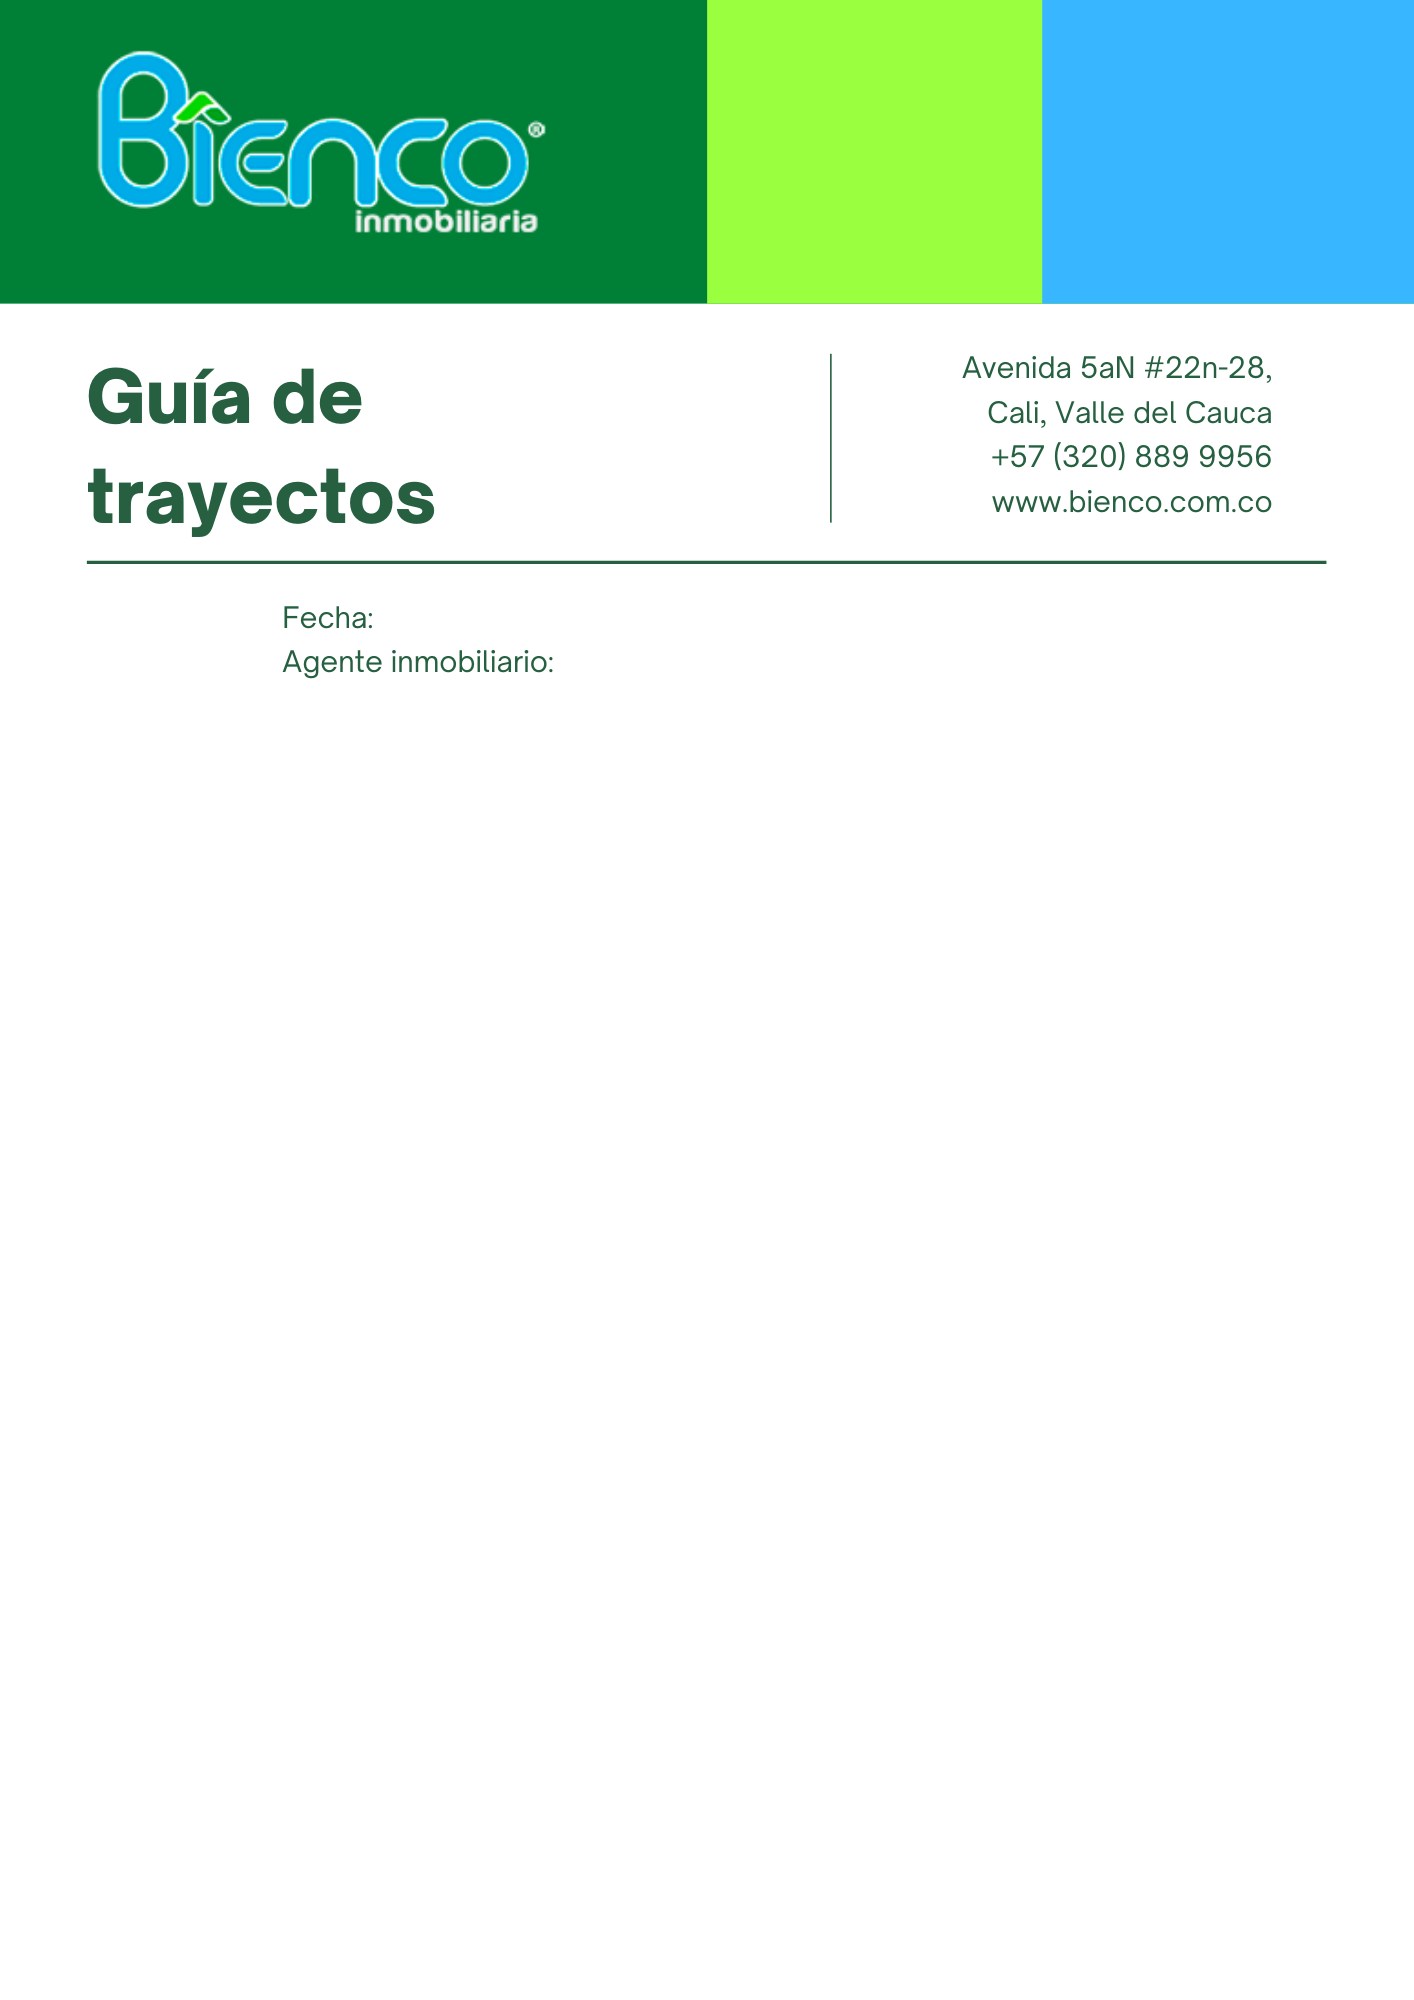 Bienco®
inmobiliaria
Guía de
trayectos
Avenida 5aN #22n-28,
Cali, Valle del Cauca
+57 (320) 889 9956
www.bienco.com.co
Fecha:
Agente inmobiliario: